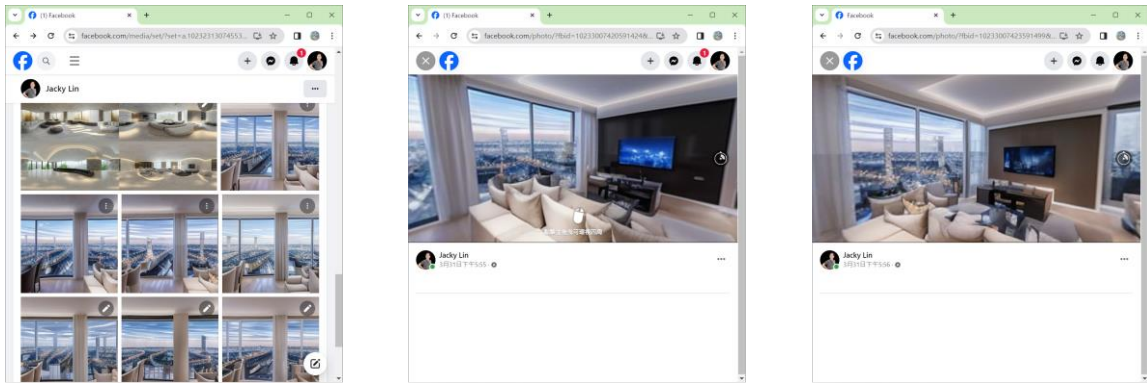 (1) Facebook
facebook.com/media/set/?set=a.10232313074553...
Jacky Lin
(1) Facebook
facebook.com/photo/?fbid=10233007420591424&...
1
Jacky Lin
3月31日下午5:55
Facebook
facebook.com/photo/?fbid=10233007423591499&...
Jacky Lin
3月31日下午5:56